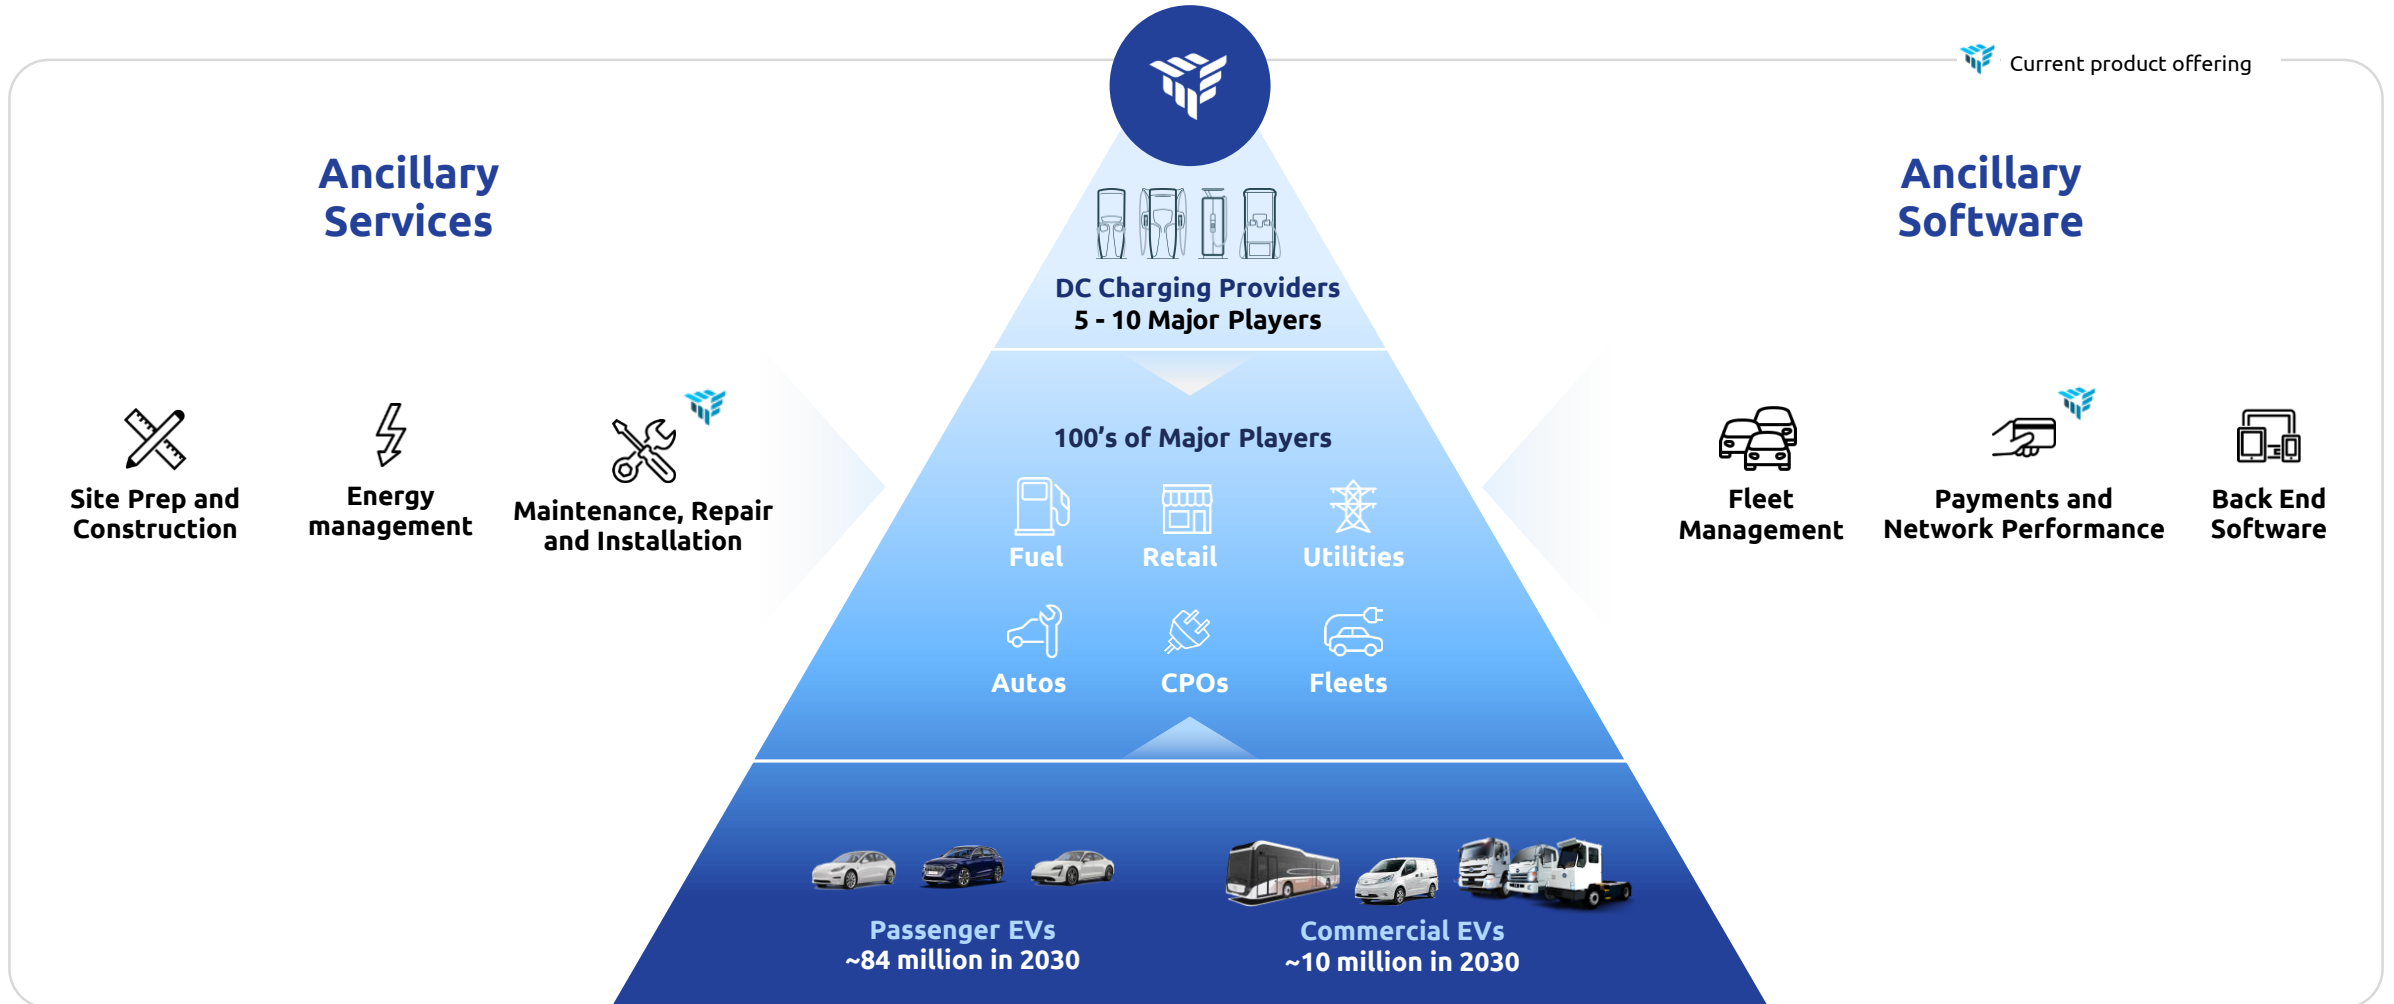 Current product offering
Ancillary
Services
Ancillary
Software
DC Charging Providers
5 - 10 Major Players
100’s of Major Players
Fuel
Retail
Utilities
Autos
CPOs
Fleets
Site Prep and
Construction
Energy
management
Maintenance, Repair
and Installation
Fleet
Management
Payments and
Network Performance
Back End
Software
Passenger EVs
~84 million in 2030
Commercial EVs
~10 million in 2030